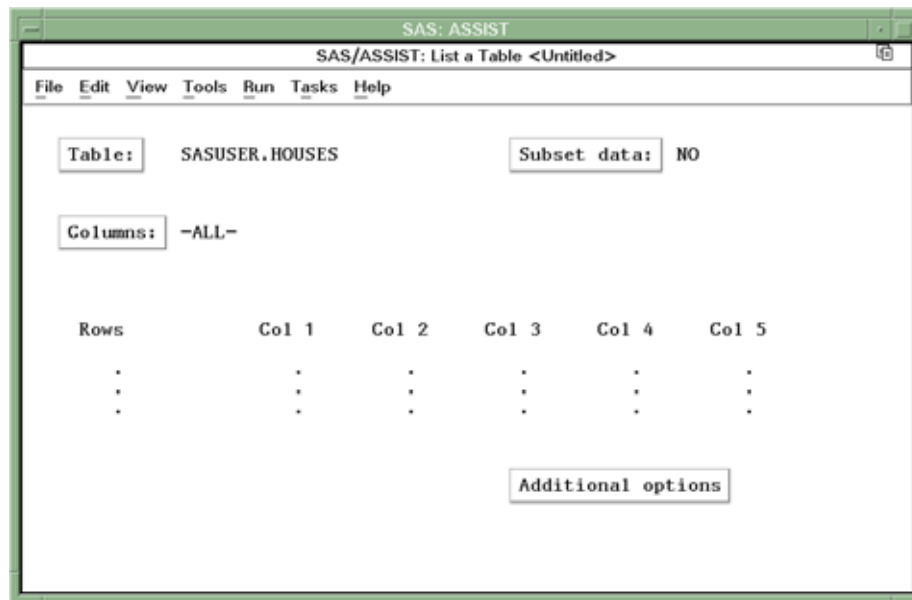 SAS: ASSIST
SAS/ASSIST: List a Table <Untitled>
File Edit View Tools Run Tasks Help
Table: SASUSER.HOUSES Subset data: NO
Columns: -ALL-
Rows Col 1 Col 2 Col 3 Col 4 Col 5
. . . . . .
. . . . . .
. . . . . .
Additional options